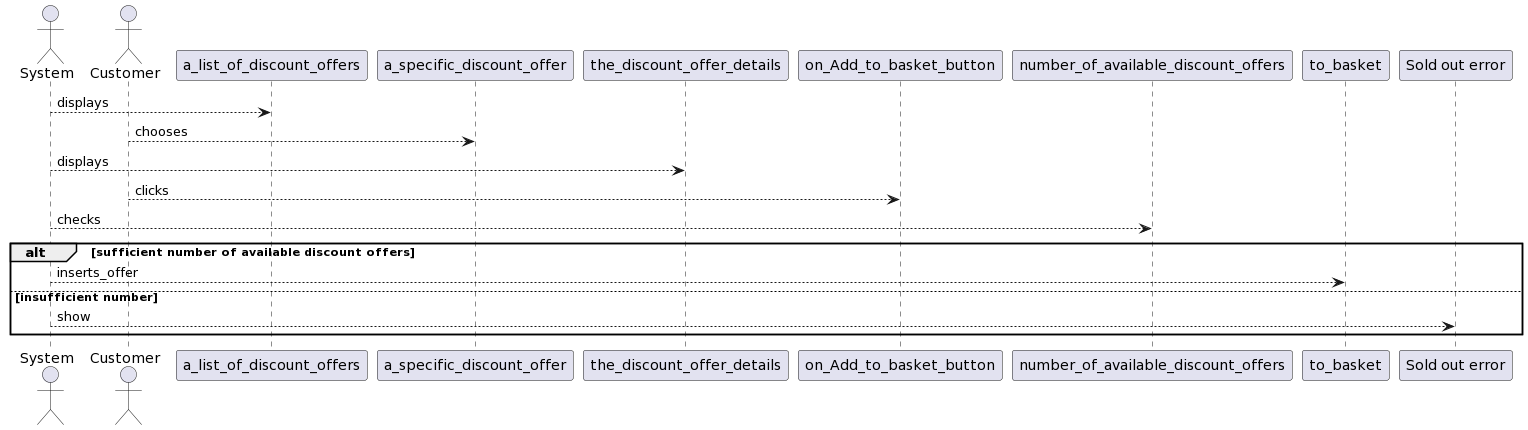 System Customer a_list_of_discount_offers a_specific_discount_offer the_discount_offer_details on_Add_to_basket_button number_of_available_discount_offers to_basket Sold out error
displays
chooses
displays
clicks
checks
alt [sufficient number of available discount offers]
inserts_offer
[insufficient number]
show
System Customer a_list_of_discount_offers a_specific_discount_offer the_discount_offer_details on_Add_to_basket_button number_of_available_discount_offers to_basket Sold out error